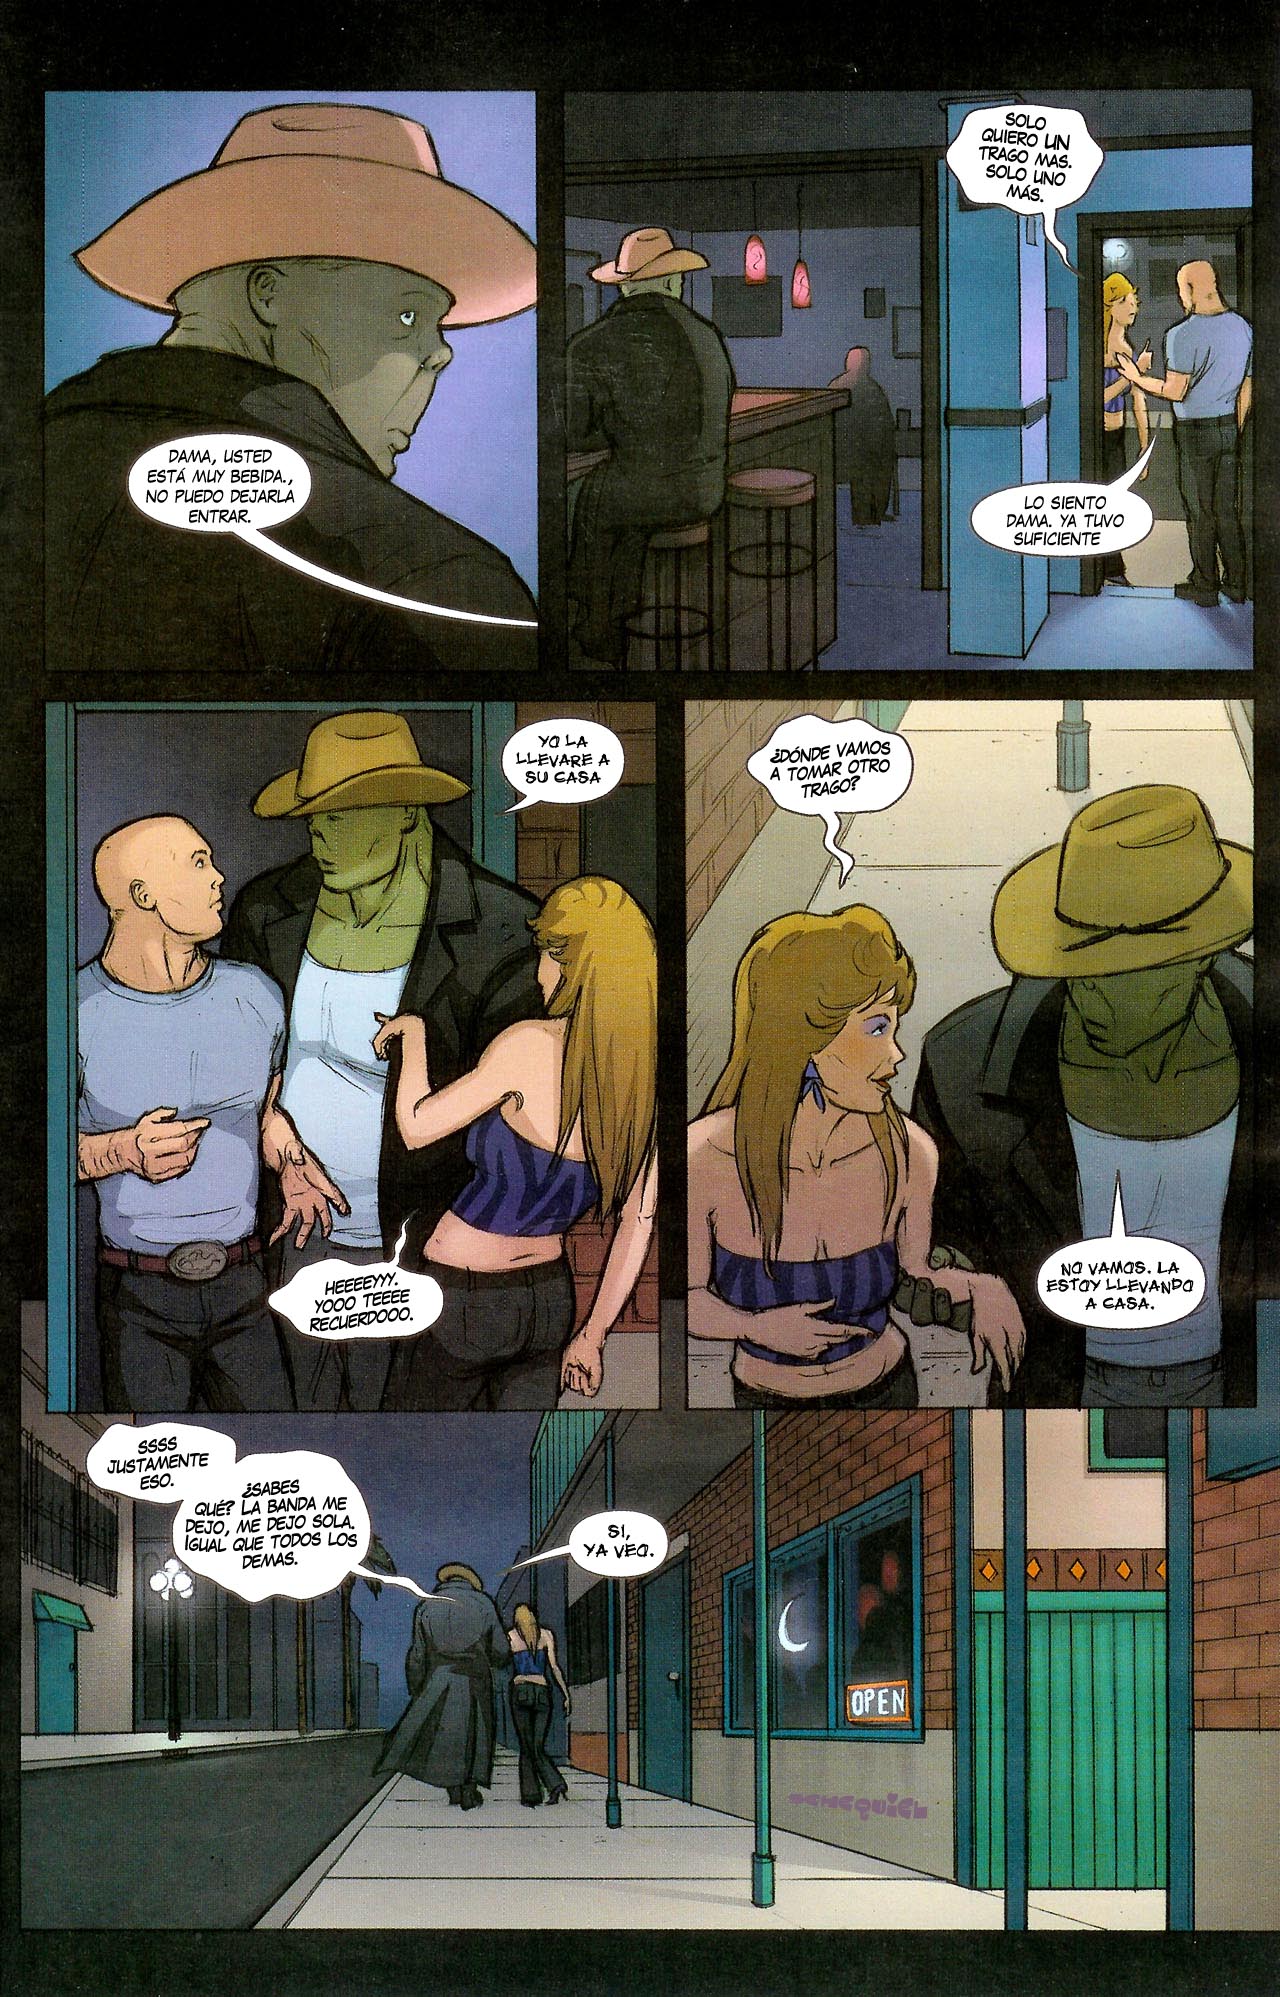 DAMA, USTED
ESTÁ MUY BEBIDA.,
NO PUEDO DEJARLA
ENTRAR.
SOLO
QUIERO UN
TRAGO MAS.
SOLO UNO
MÁS.
LO SIENTO
DAMA. YA TUVO
SUFICIENTE
YO LA
LLEVARE A
SU CASA
HEEEEYYY.
YOOO TEEEE
RECUERDOOO.
¿DÓNDE VAMOS
A TOMAR OTRO
TRAGO?
NO VAMOS. LA
ESTOY LLEVANDO
A CASA.
SSSS
JUSTAMENTE
ESO.
¿SABES
QUÉ? LA BANDA ME
DEJO, ME DEJO SOLA.
IGUAL QUE TODOS LOS
DEMAS.
SI,
YA VEO.
OPEN